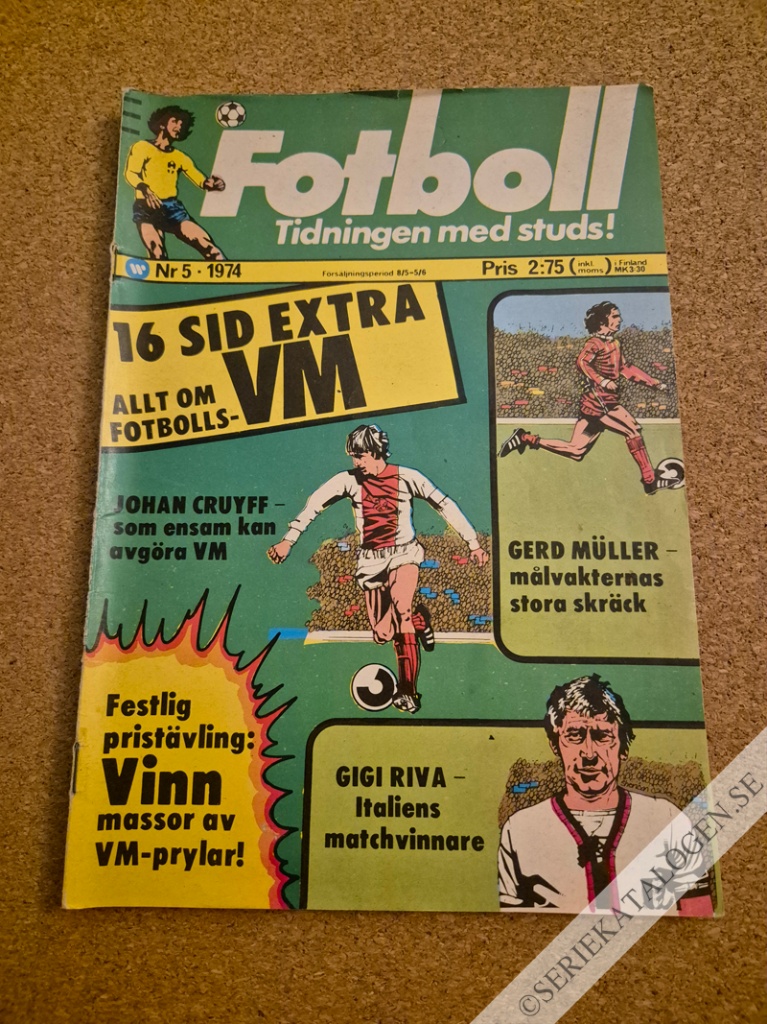 Fotboll
Tidningen med studs!
Nr 5 · 1974
Försäljningsperiod 8/5–5/6
Pris 2:75 (inkl. moms)
i Finland
MK 3·30
16 SID EXTRA
ALLT OM
FOTBOLLS-VM
JOHAN CRUYFF –
som ensam kan
avgöra VM
GERD MÜLLER –
målvakternas
stora skräck
Festlig
pristävling:
Vinn
massor av
VM-prylar!
GIGI RIVA –
Italiens
matchvinnare
©SERIEKATALOGEN.SE